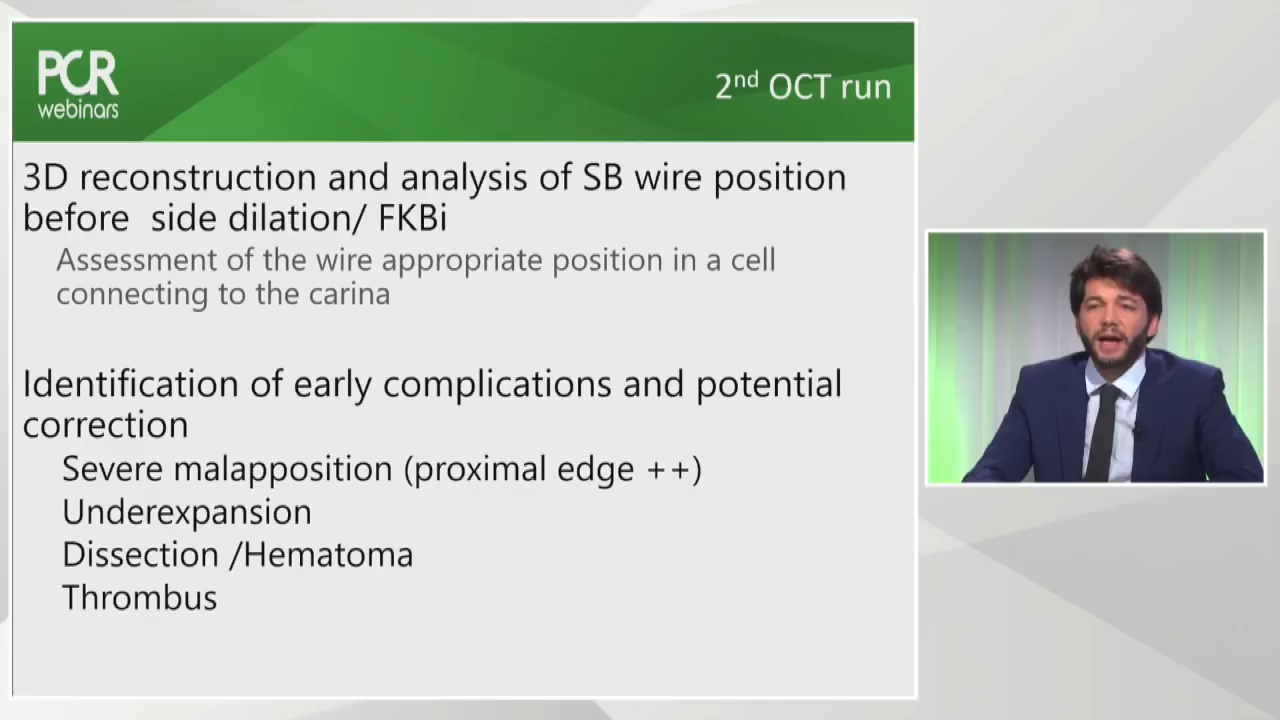 PCR
webinars
2nd OCT run
3D reconstruction and analysis of SB wire position
before side dilation/ FKBi
Assessment of the wire appropriate position in a cell
connecting to the carina
Identification of early complications and potential
correction
Severe malapposition (proximal edge ++)
Underexpansion
Dissection /Hematoma
Thrombus